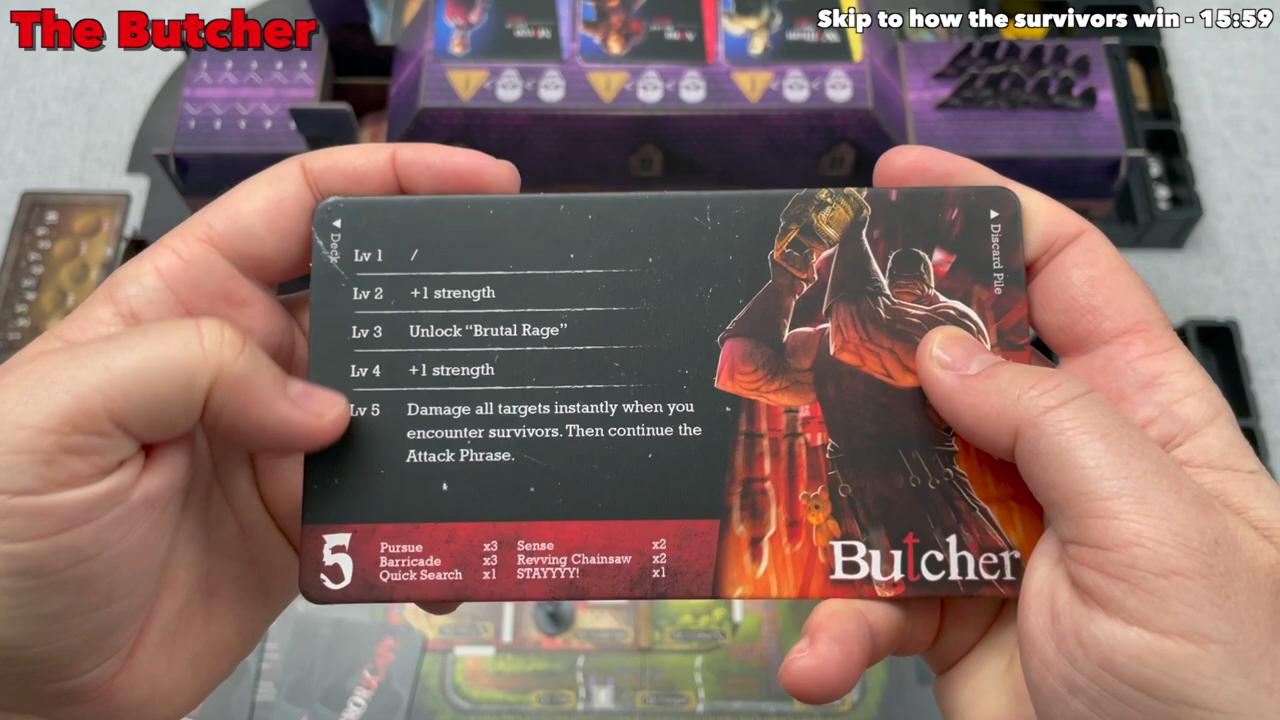 The Butcher
Skip to how the survivors win - 15:59
Deck
Discard Pile
Lv 1 /
Lv 2 +1 strength
Lv 3 Unlock “Brutal Rage”
Lv 4 +1 strength
Lv 5 Damage all targets instantly when you
encounter survivors. Then continue the
Attack Phrase.
5
Pursue x3 Sense x2
Barricade x3 Revving Chainsaw x2
Quick Search x1 STAYYYY! x1
Butcher